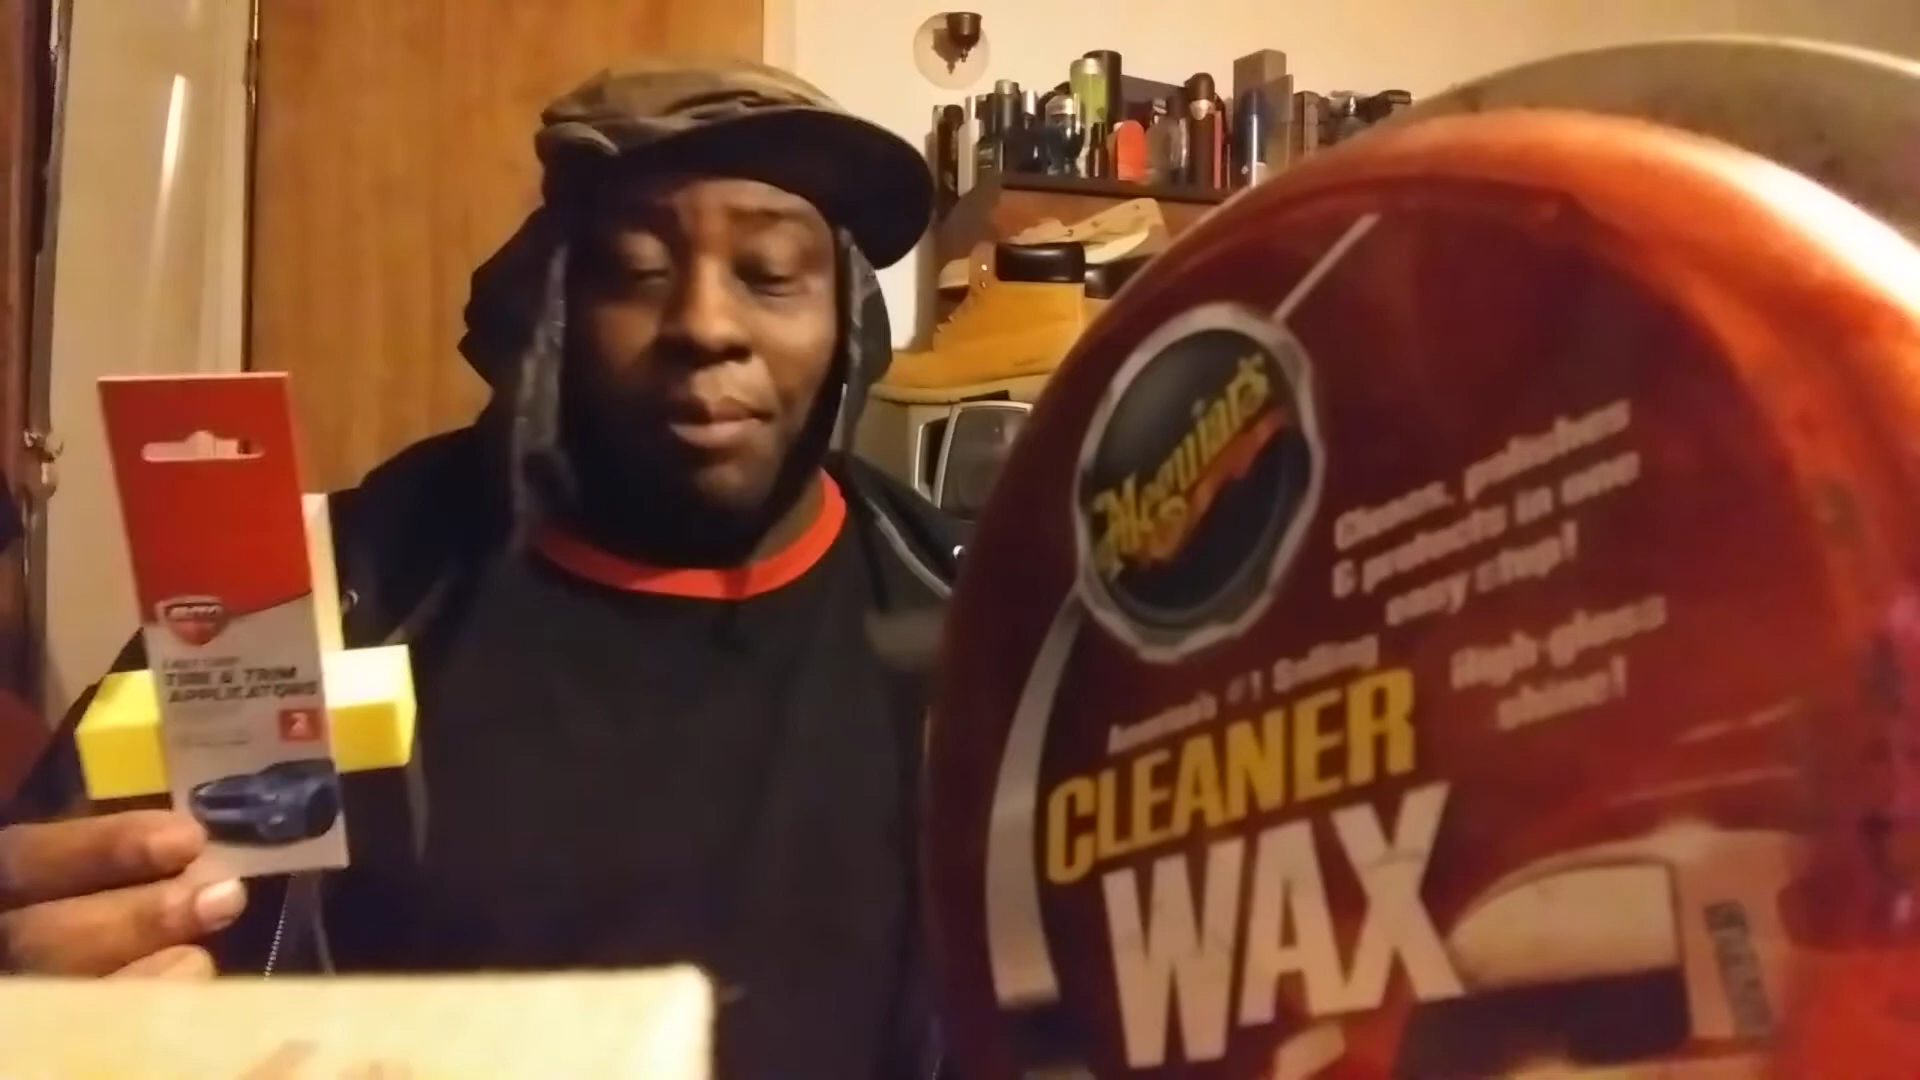 TIRE & TRIM
APPLICATORS
2
Meguiar's
Cleans, polishes
& protects in one
easy step!
High-gloss
shine!
America's #1 Selling
CLEANER
WAX